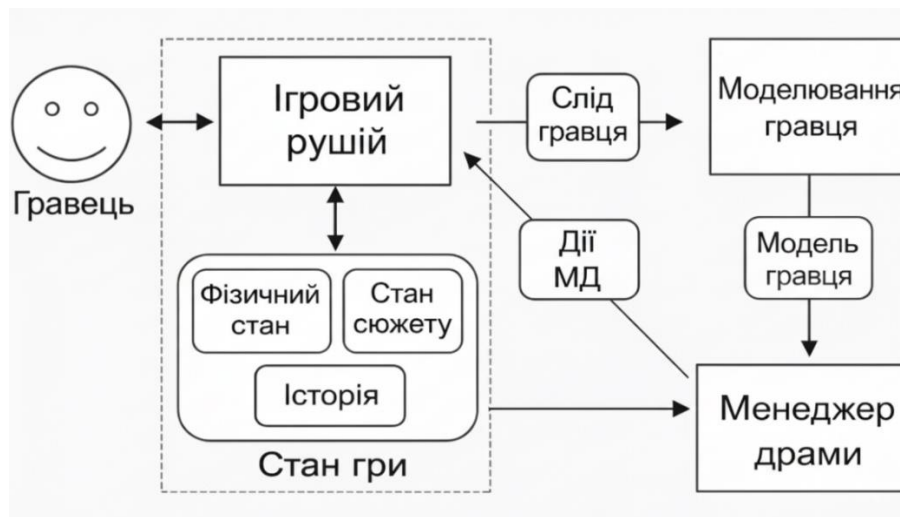 Ігровий
рушій
Слід
гравця
Моделювання
гравця
Гравець
Дії
МД
Модель
гравця
Фізичний
стан
Стан
сюжету
Історія
Стан гри
Менеджер
драми